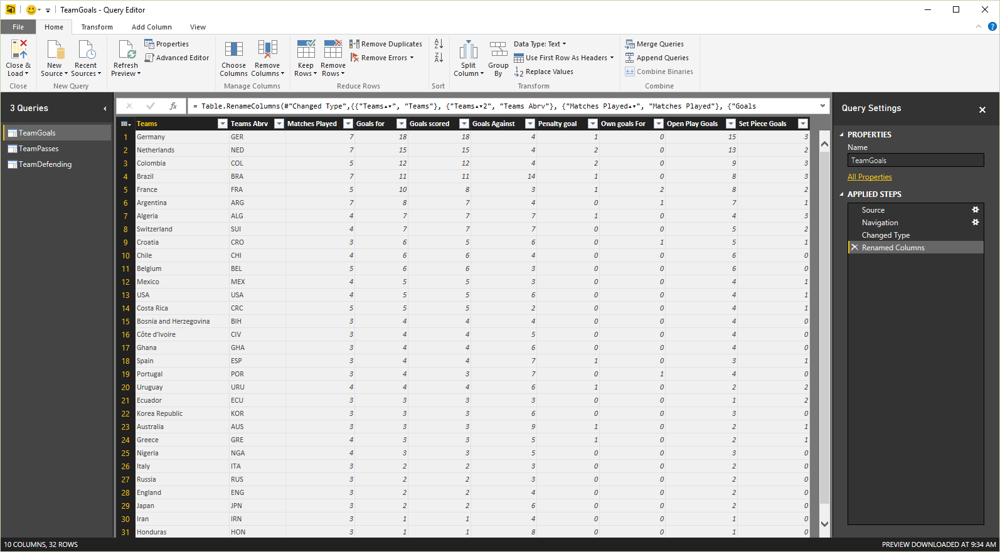 TeamGoals - Query Editor
File Home Transform Add Column View
Close & Load
New Source
Recent Sources
Refresh Preview
Properties
Advanced Editor
Choose Columns
Remove Columns
Keep Rows
Remove Rows
Remove Duplicates
Remove Errors
Split Column
Group By
Data Type: Text
Use First Row As Headers
Replace Values
Merge Queries
Append Queries
Combine Binaries
Close New Query Manage Columns Reduce Rows Sort Transform Combine
3 Queries
TeamGoals
TeamPasses
TeamDefending
fx = Table.RenameColumns(#"Changed Type",{{"Teams▴▾", "Teams"}, {"Teams▴▾2", "Teams Abrv"}, {"Matches Played▴▾", "Matches Played"}, {"Goals
Teams Teams Abrv Matches Played Goals for Goals scored Goals Against Penalty goal Own goals For Open Play Goals Set Piece Goals
1 Germany GER 7 18 18 4 1 0 15 3
2 Netherlands NED 7 15 15 4 2 0 13 2
3 Colombia COL 5 12 12 4 2 0 9 3
4 Brazil BRA 7 11 11 14 1 0 8 3
5 France FRA 5 10 8 3 1 2 8 2
6 Argentina ARG 7 8 7 4 0 1 7 1
7 Algeria ALG 4 7 7 7 1 0 4 3
8 Switzerland SUI 4 7 7 7 0 0 5 2
9 Croatia CRO 3 6 5 6 0 1 5 1
10 Chile CHI 4 6 6 4 0 0 6 0
11 Belgium BEL 5 6 6 3 0 0 6 0
12 Mexico MEX 4 5 5 3 0 0 4 1
13 USA USA 4 5 5 6 0 0 4 1
14 Costa Rica CRC 5 5 5 2 0 0 4 1
15 Bosnia and Herzegovina BIH 3 4 4 4 0 0 4 0
16 Côte d'Ivoire CIV 3 4 4 5 0 0 4 0
17 Ghana GHA 3 4 4 6 0 0 4 0
18 Spain ESP 3 4 4 7 1 0 3 1
19 Portugal POR 3 4 3 7 0 1 4 0
20 Uruguay URU 4 4 4 6 1 0 2 2
21 Ecuador ECU 3 3 3 3 0 0 1 2
22 Korea Republic KOR 3 3 3 6 0 0 3 0
23 Australia AUS 3 3 3 9 1 0 2 1
24 Greece GRE 4 3 3 5 1 0 2 1
25 Nigeria NGA 4 3 3 5 0 0 3 0
26 Italy ITA 3 2 2 3 0 0 2 0
27 Russia RUS 3 2 2 3 0 0 2 0
28 England ENG 3 2 2 4 0 0 2 0
29 Japan JPN 3 2 2 6 0 0 2 0
30 Iran IRN 3 1 1 4 0 0 1 0
31 Honduras HON 3 1 1 8 0 0 1 0
Query Settings
PROPERTIES
Name
TeamGoals
All Properties
APPLIED STEPS
Source
Navigation
Changed Type
Renamed Columns
10 COLUMNS, 32 ROWS
PREVIEW DOWNLOADED AT 9:34 AM